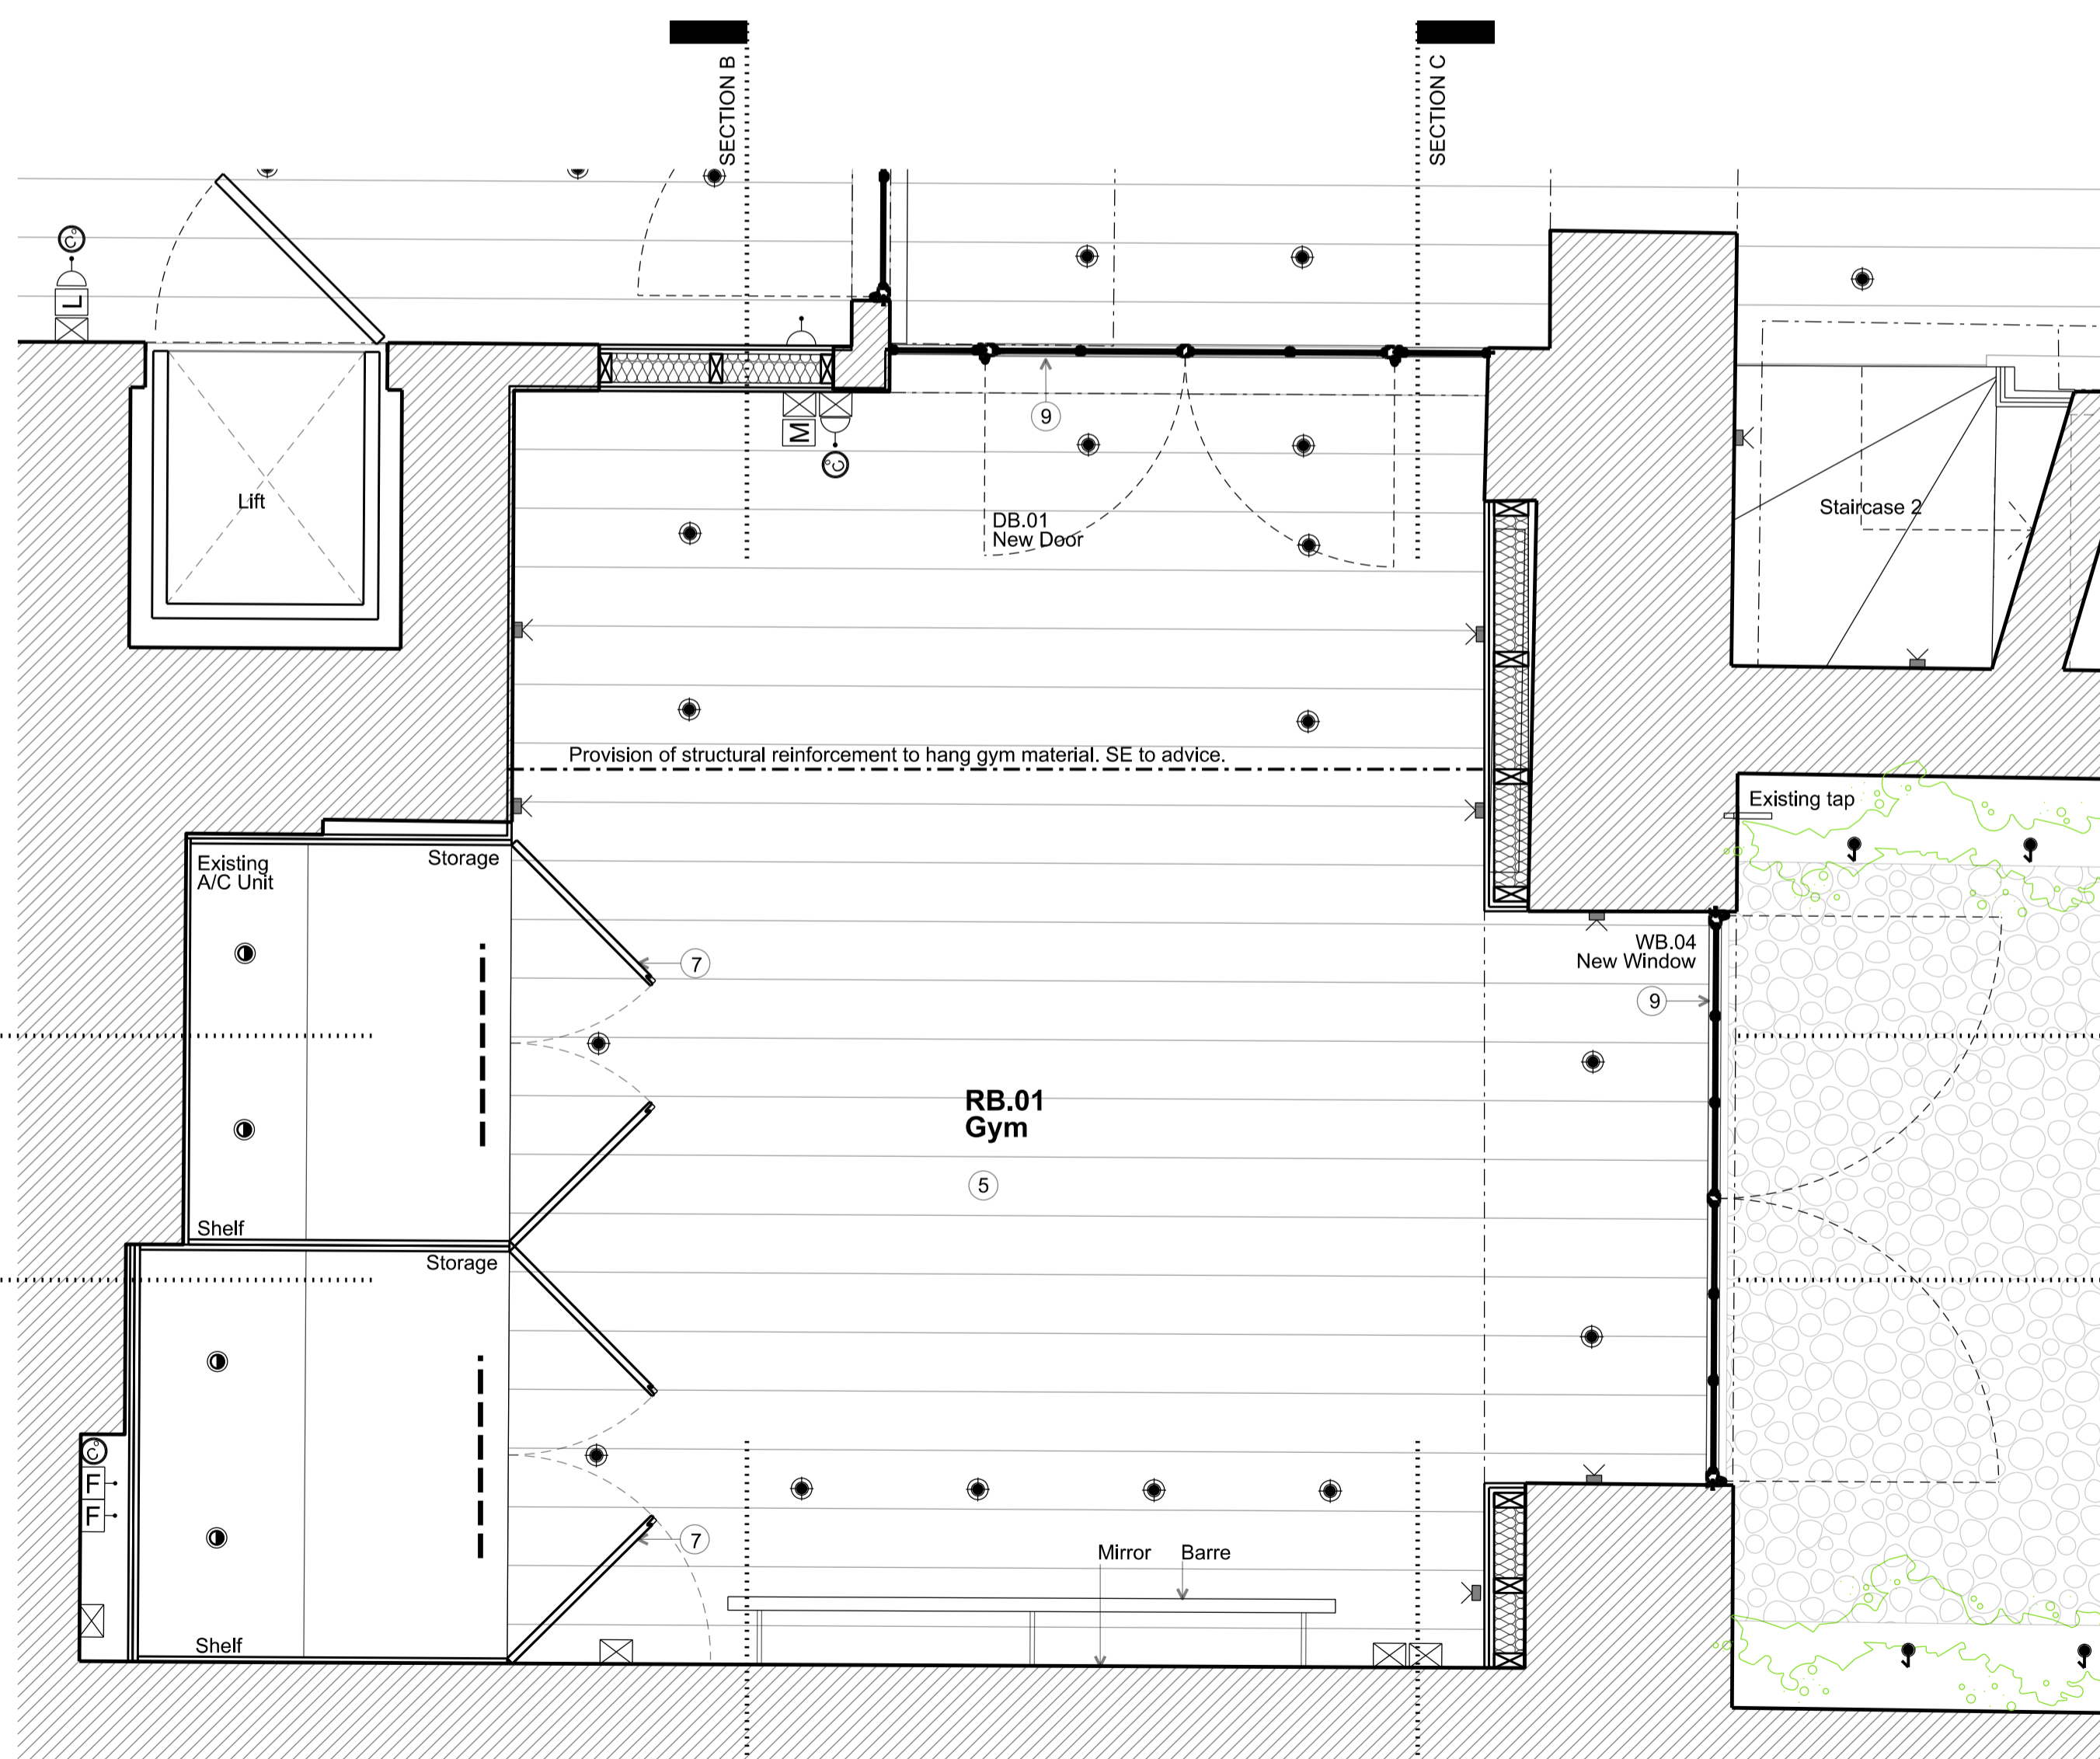 SECTION B
SECTION C
C°
L
9
M
C°
Lift
DB.01
New Door
Staircase 2
Provision of structural reinforcement to hang gym material. SE to advice.
Existing tap
Existing
A/C Unit
Storage
7
WB.04
New Window
9
RB.01
Gym
5
Shelf
Storage
C°
F
F
7
Mirror
Barre
Shelf